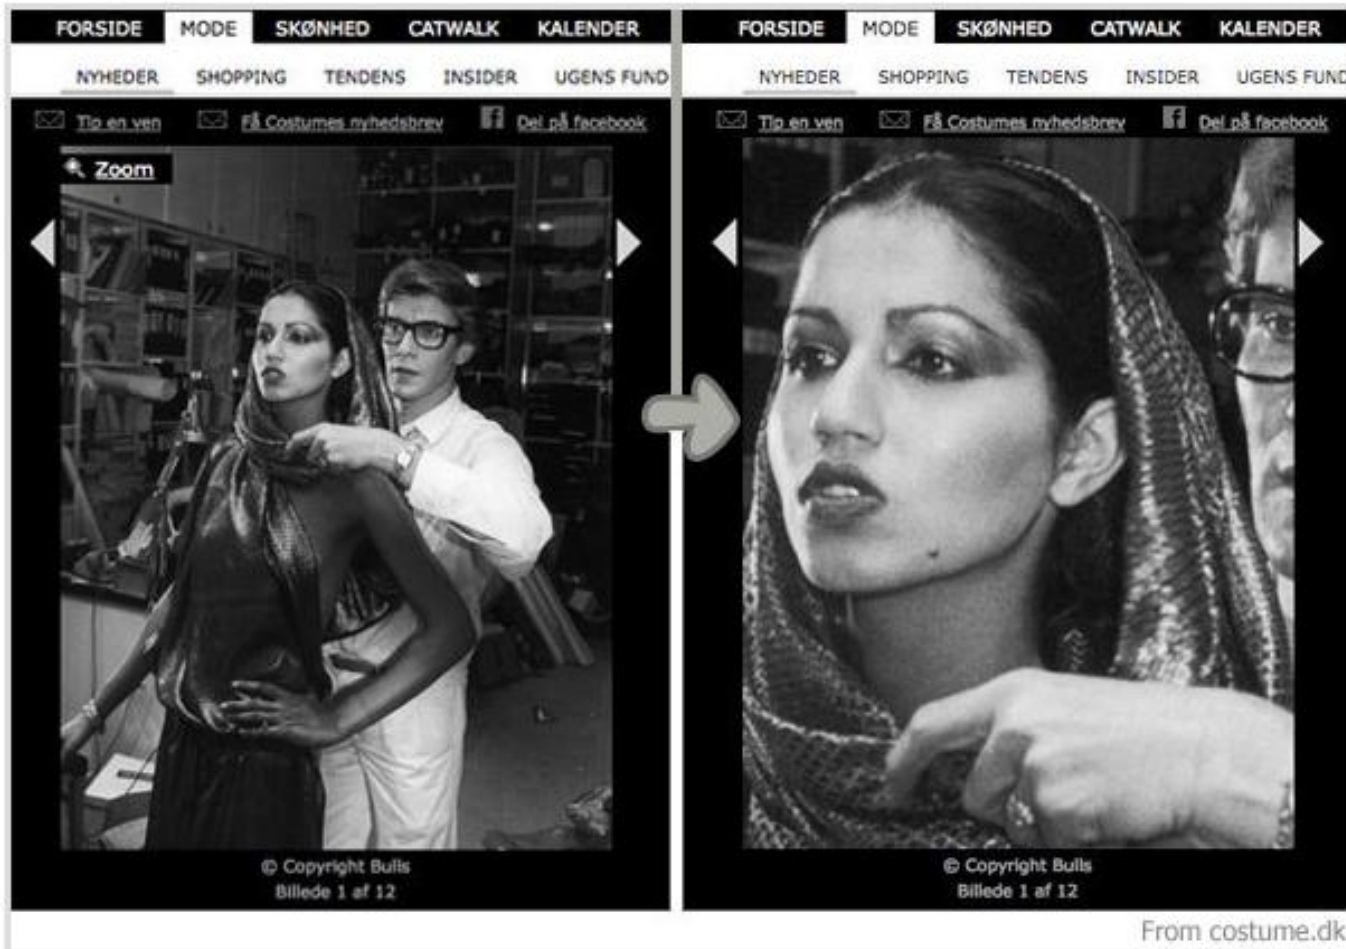 FORSIDE MODE SKØNHED CATWALK KALENDER
NYHEDER SHOPPING TENDENS INSIDER UGENS FUND
Tip en ven Få Costumes nyhedsbrev Del på facebook
Zoom
© Copyright Bulls
Billede 1 af 12
FORSIDE MODE SKØNHED CATWALK KALENDER
NYHEDER SHOPPING TENDENS INSIDER UGENS FUND
Tip en ven Få Costumes nyhedsbrev Del på facebook
© Copyright Bulls
Billede 1 af 12
From costume.dk